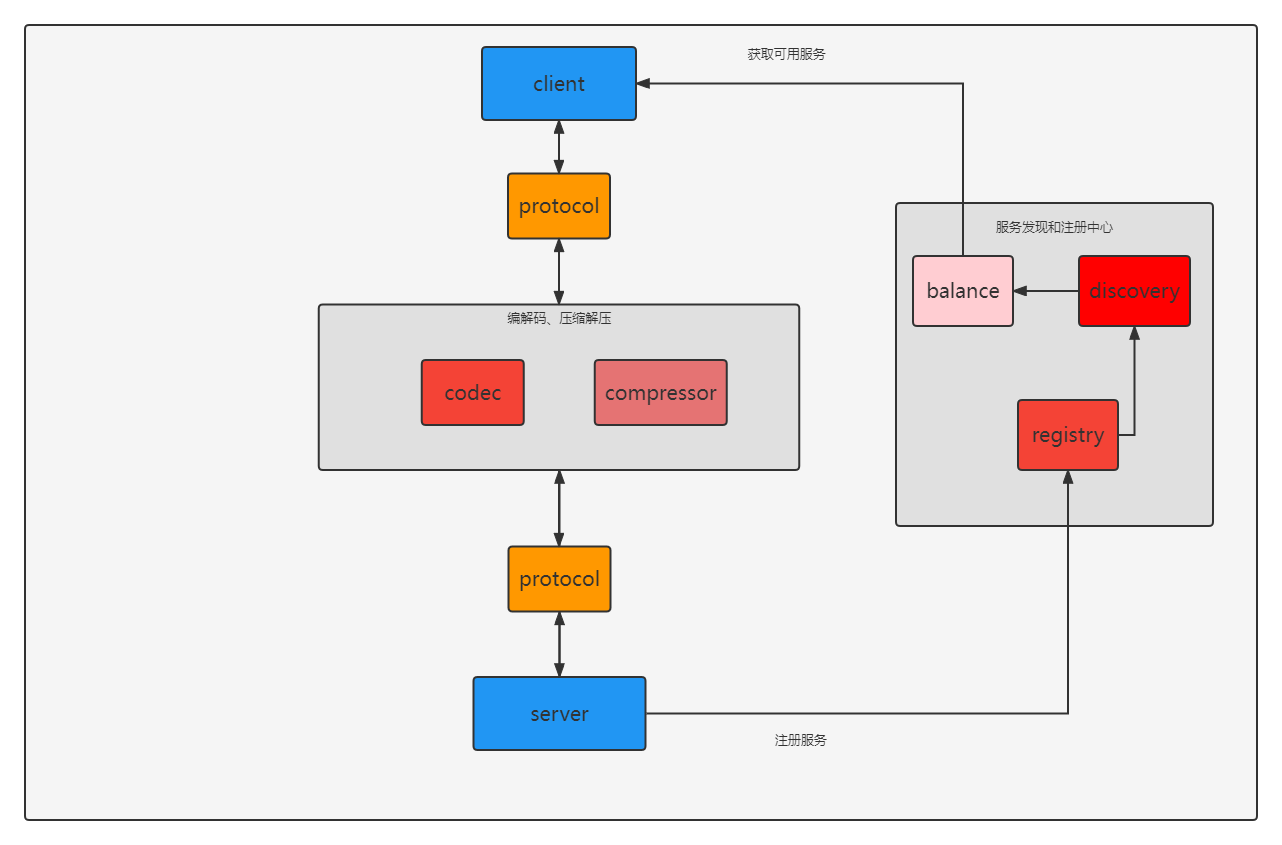 获取可用服务
client
protocol
服务发现和注册中心
balance
discovery
编解码、压缩解压
codec
compressor
registry
protocol
server
注册服务